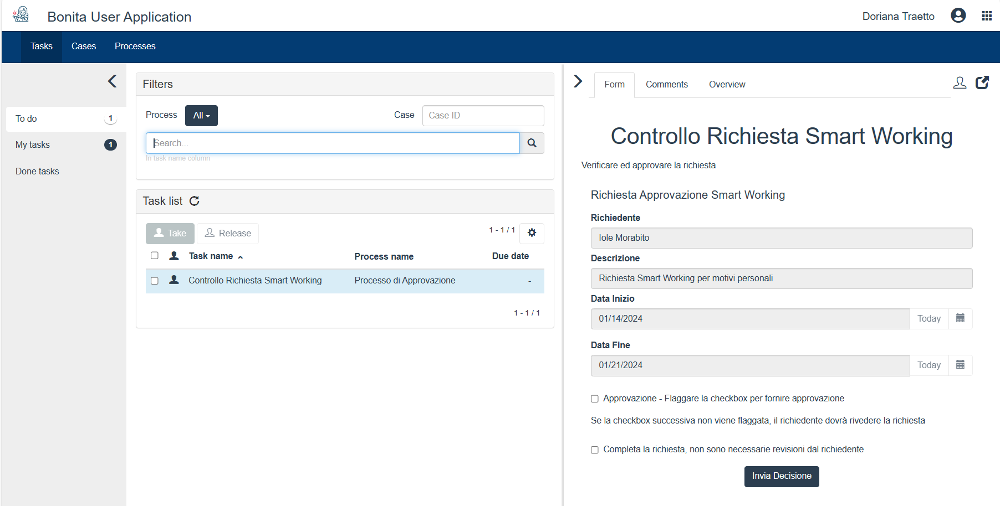 Bonita User Application
Doriana Traetto
Tasks
Cases
Processes
To do
1
My tasks
1
Done tasks
Filters
Process
All
Case
Case ID
Search...
In task name column
Task list
Take
Release
1 - 1 / 1
Task name
Process name
Due date
Controllo Richiesta Smart Working
Processo di Approvazione
-
1 - 1 / 1
Form
Comments
Overview
Controllo Richiesta Smart Working
Verificare ed approvare la richiesta
Richiesta Approvazione Smart Working
Richiedente
Iole Morabito
Descrizione
Richiesta Smart Working per motivi personali
Data Inizio
01/14/2024
Today
Data Fine
01/21/2024
Today
Approvazione - Flaggare la checkbox per fornire approvazione
Se la checkbox successiva non viene flaggata, il richiedente dovrà rivedere la richiesta
Completa la richiesta, non sono necessarie revisioni dal richiedente
Invia Decisione